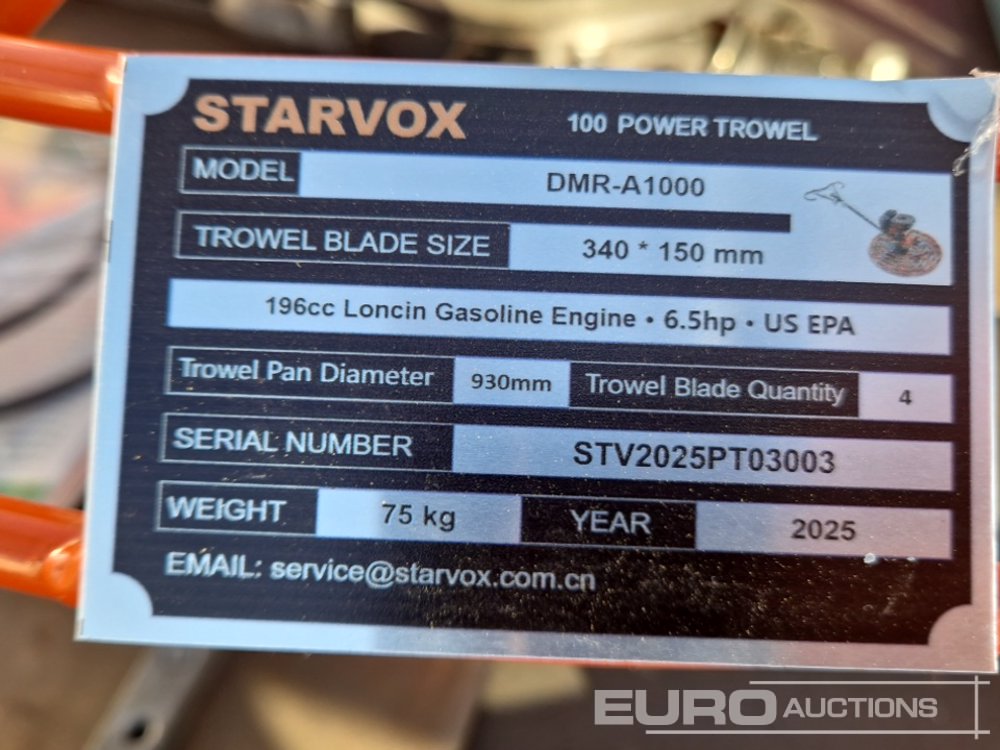 STARVOX 100 POWER TROWEL
MODEL DMR-A1000
TROWEL BLADE SIZE 340 * 150 mm
196cc Loncin Gasoline Engine • 6.5hp • US EPA
Trowel Pan Diameter 930mm Trowel Blade Quantity 4
SERIAL NUMBER STV2025PT03003
WEIGHT 75 kg YEAR 2025
EMAIL: service@starvox.com.cn
EURO AUCTIONS